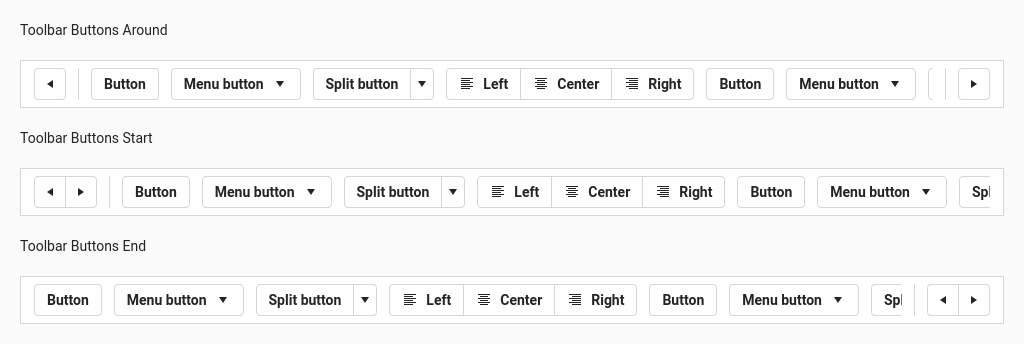 Toolbar Buttons Around
Button Menu button Split button Left Center Right Button Menu button
Toolbar Buttons Start
Button Menu button Split button Left Center Right Button Menu button Spl
Toolbar Buttons End
Button Menu button Split button Left Center Right Button Menu button Spl